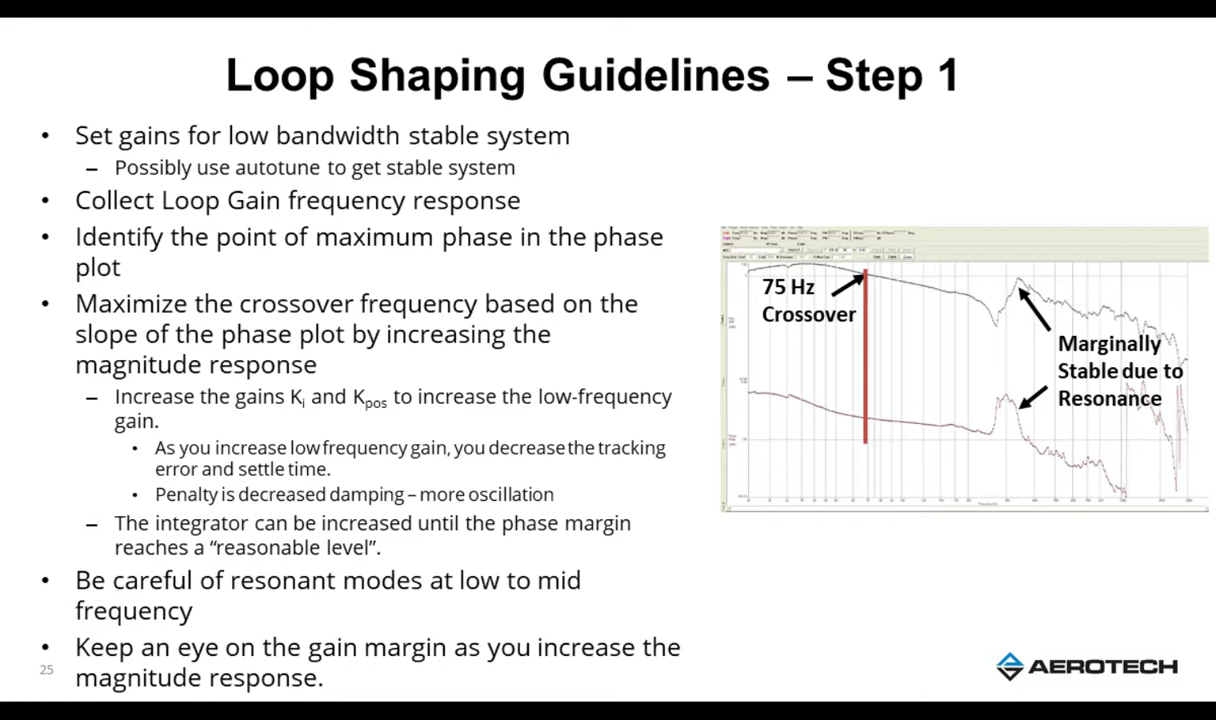 Loop Shaping Guidelines – Step 1
• Set gains for low bandwidth stable system
– Possibly use autotune to get stable system
• Collect Loop Gain frequency response
• Identify the point of maximum phase in the phase
plot
• Maximize the crossover frequency based on the
slope of the phase plot by increasing the
magnitude response
– Increase the gains Ki and Kpos to increase the low-frequency
gain.
• As you increase low frequency gain, you decrease the tracking
error and settle time.
• Penalty is decreased damping – more oscillation
– The integrator can be increased until the phase margin
reaches a “reasonable level”.
• Be careful of resonant modes at low to mid
frequency
• Keep an eye on the gain margin as you increase the
magnitude response.
75 Hz
Crossover
Marginally
Stable due to
Resonance
25
AEROTECH